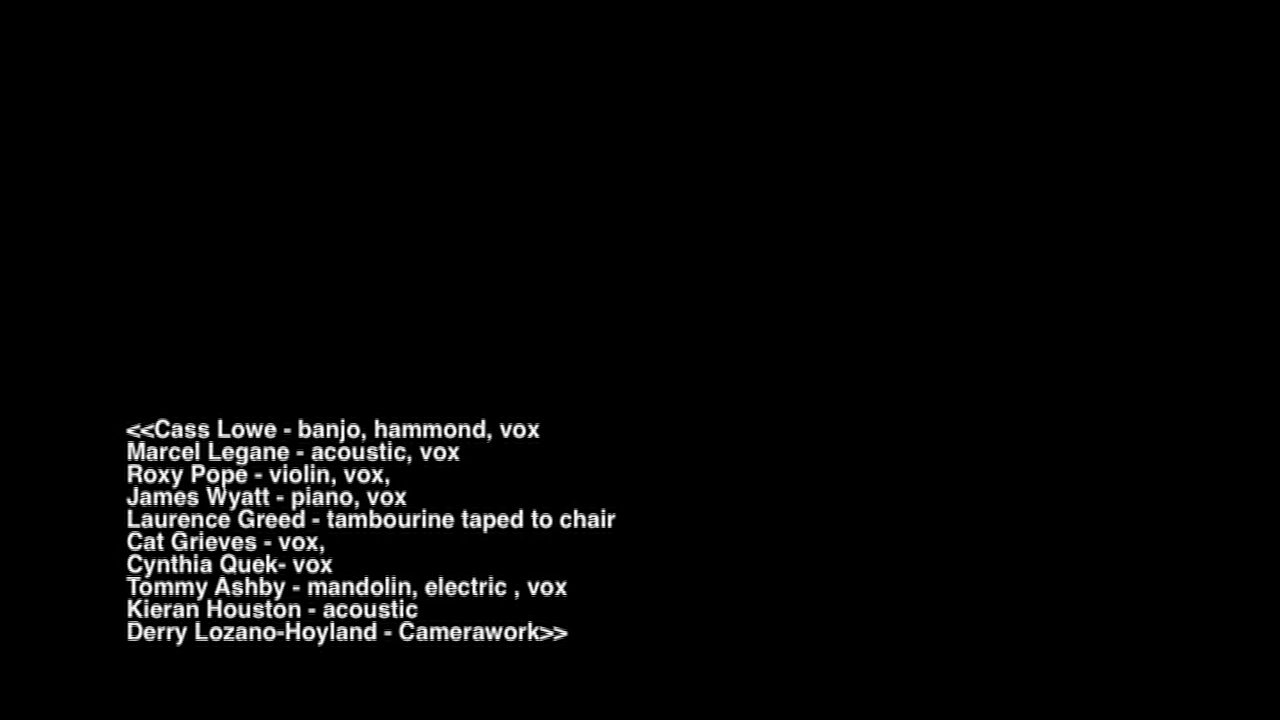 <<Cass Lowe - banjo, hammond, vox
Marcel Legane - acoustic, vox
Roxy Pope - violin, vox,
James Wyatt - piano, vox
Laurence Greed - tambourine taped to chair
Cat Grieves - vox,
Cynthia Quek- vox
Tommy Ashby - mandolin, electric , vox
Kieran Houston - acoustic
Derry Lozano-Hoyland - Camerawork>>